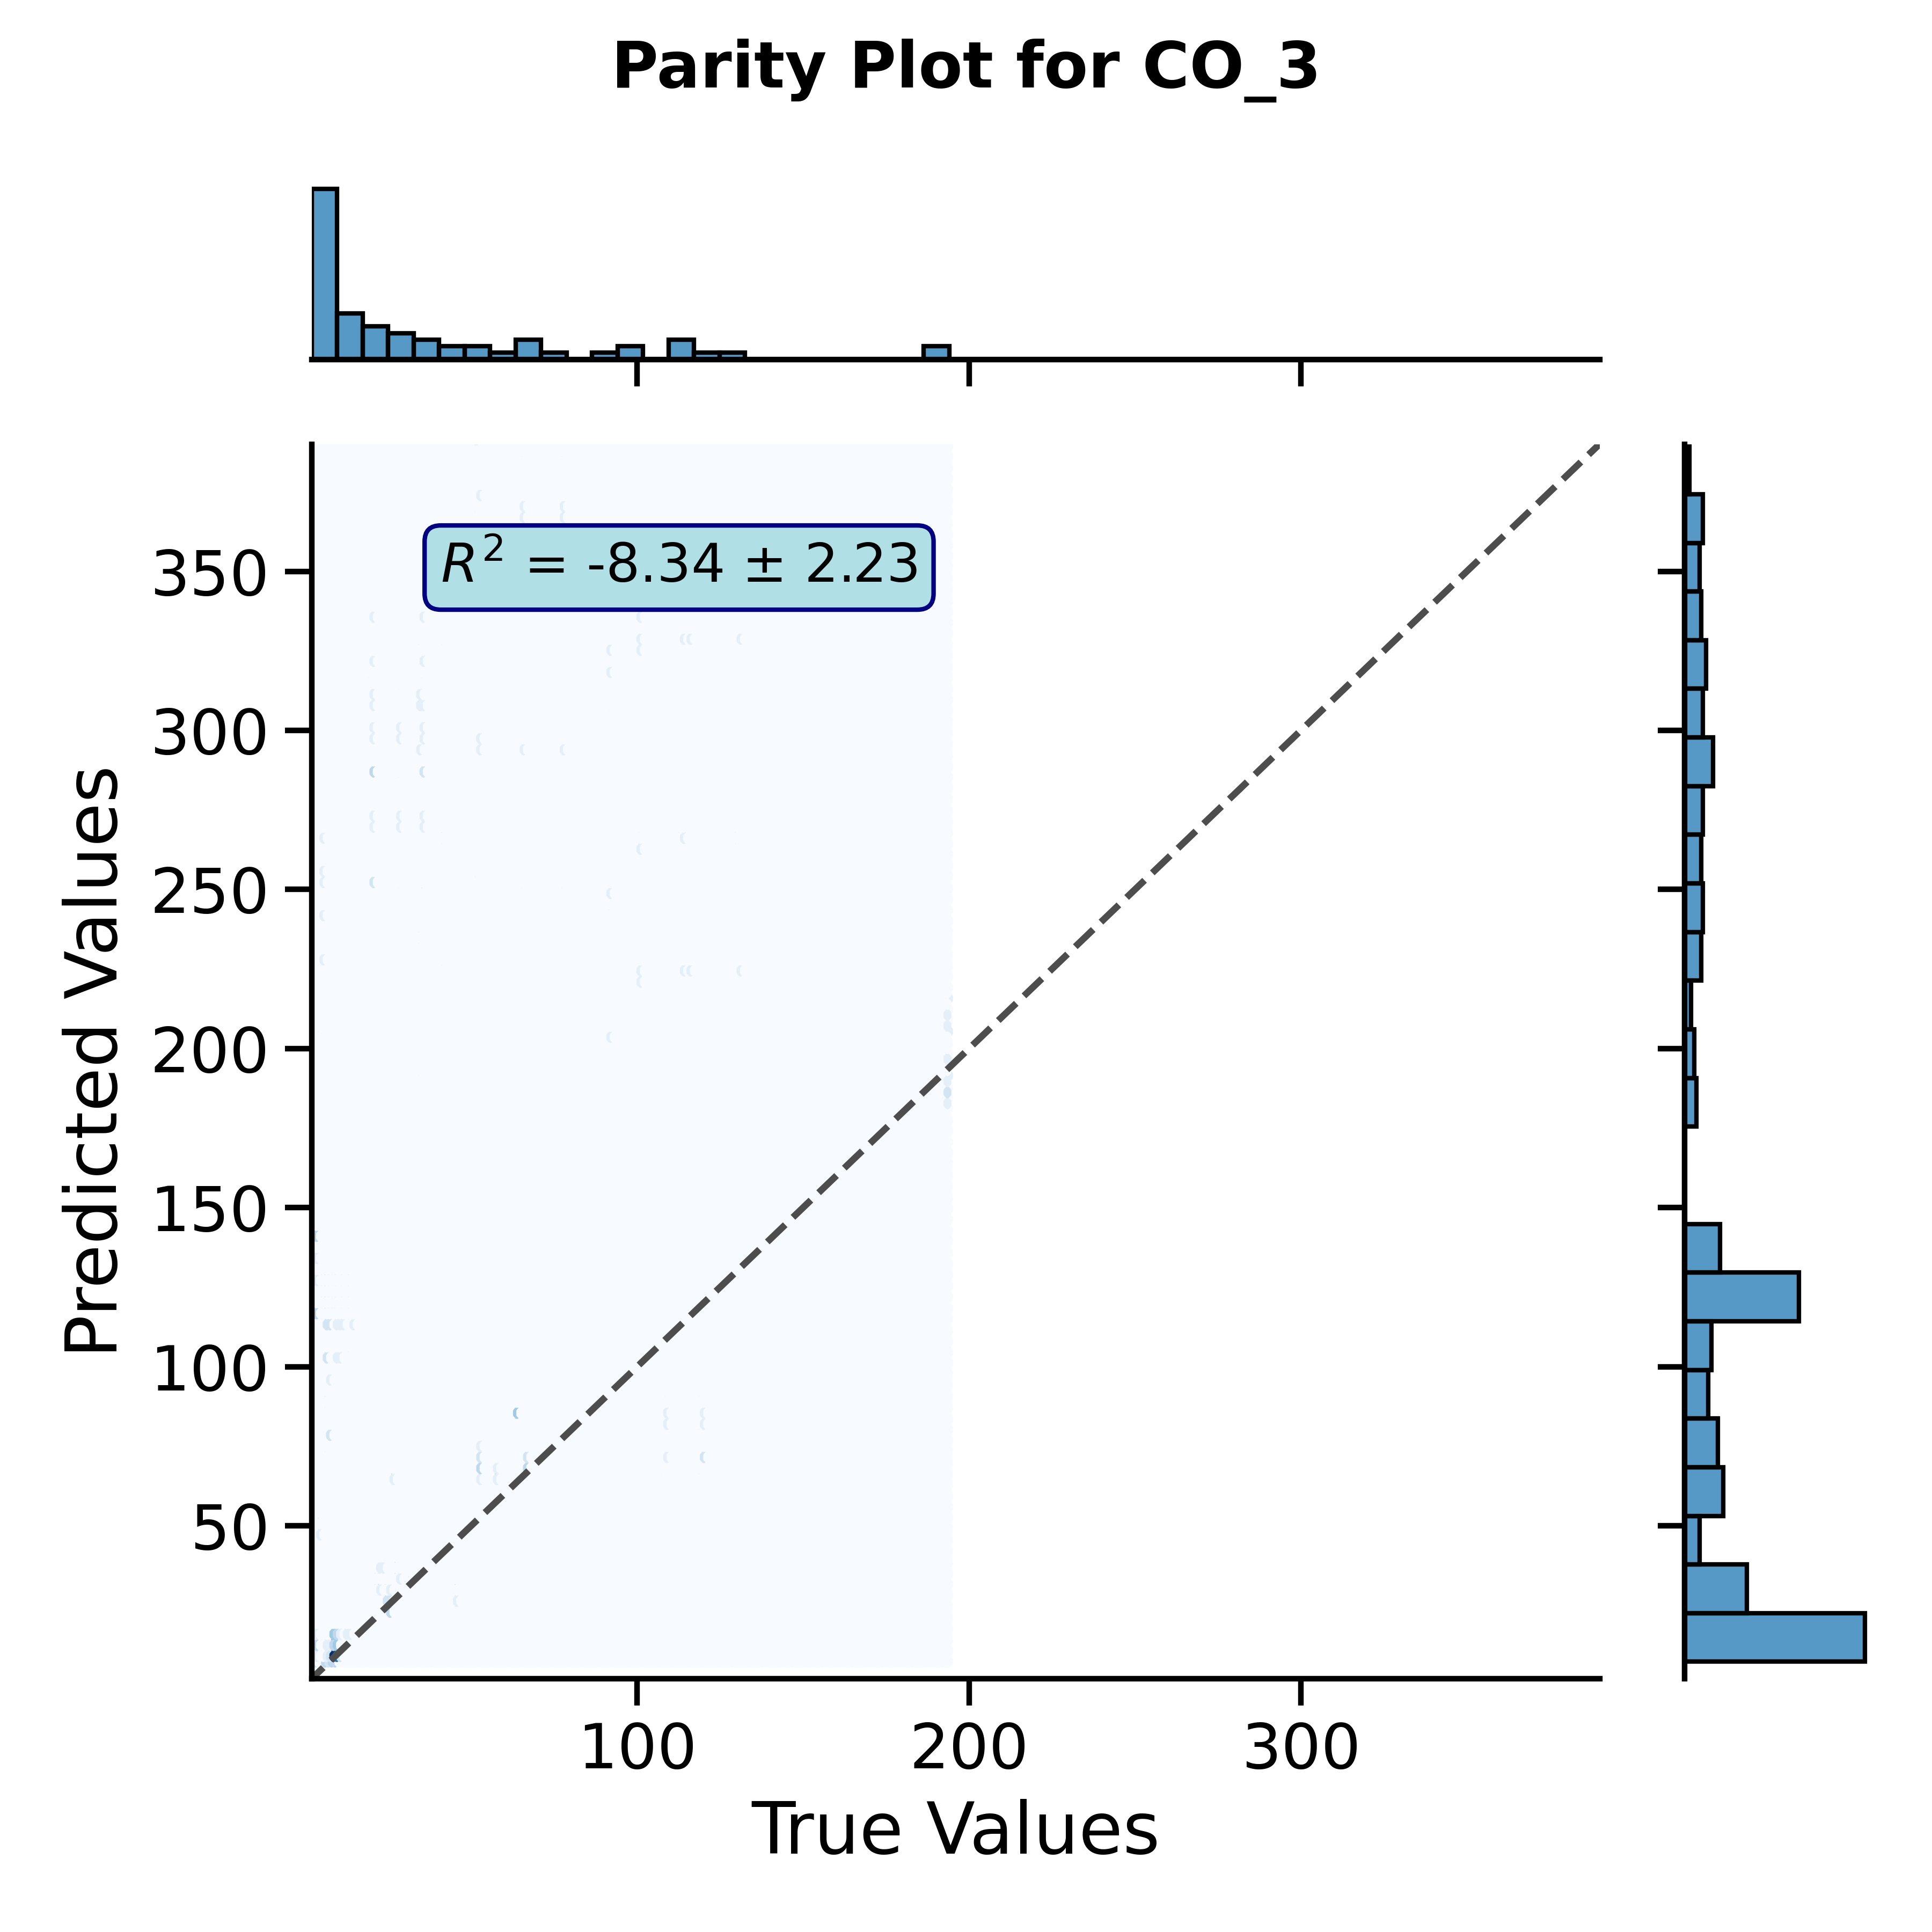 Parity Plot for CO_3
R² = -8.34 ± 2.23
350
300
250
200
150
100
50
Predicted Values
100 200 300
True Values